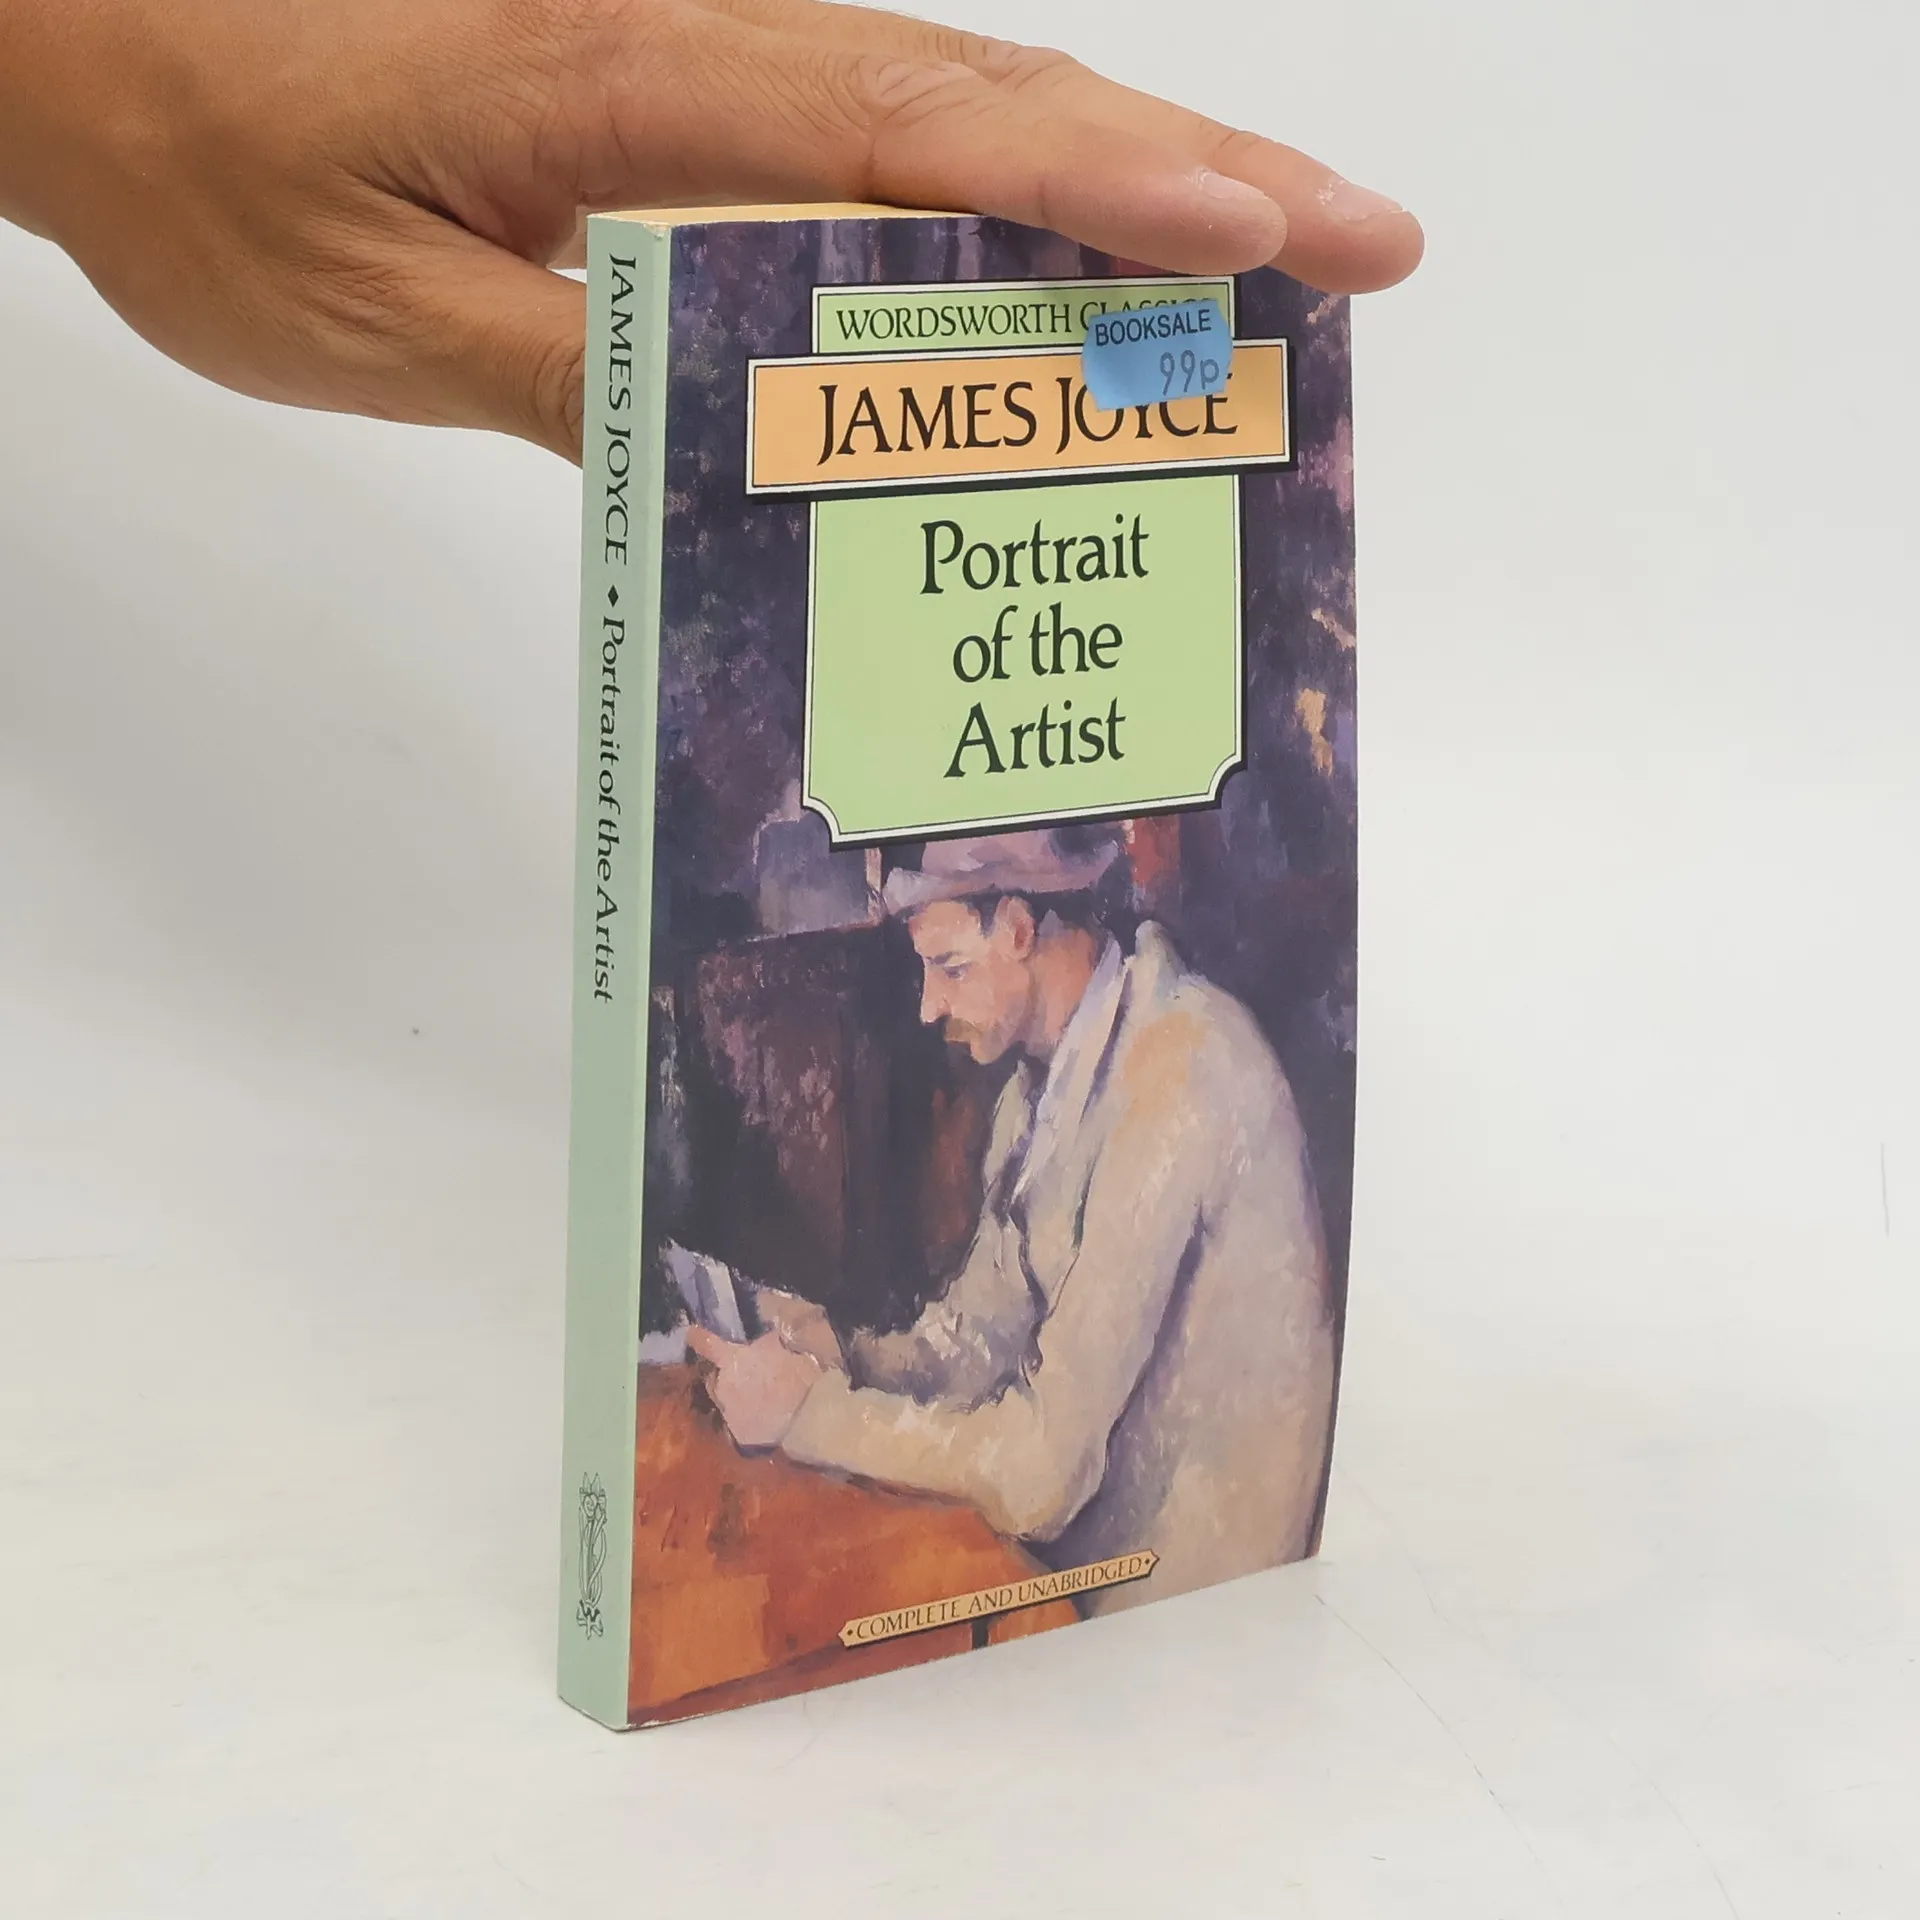 JAMES JOYCE ♦ Portrait of the Artist
WORDSWORTH CLASSICS
BOOKSALE
99p
JAMES JOYCE
Portrait
of the
Artist
•COMPLETE AND UNABRIDGED•